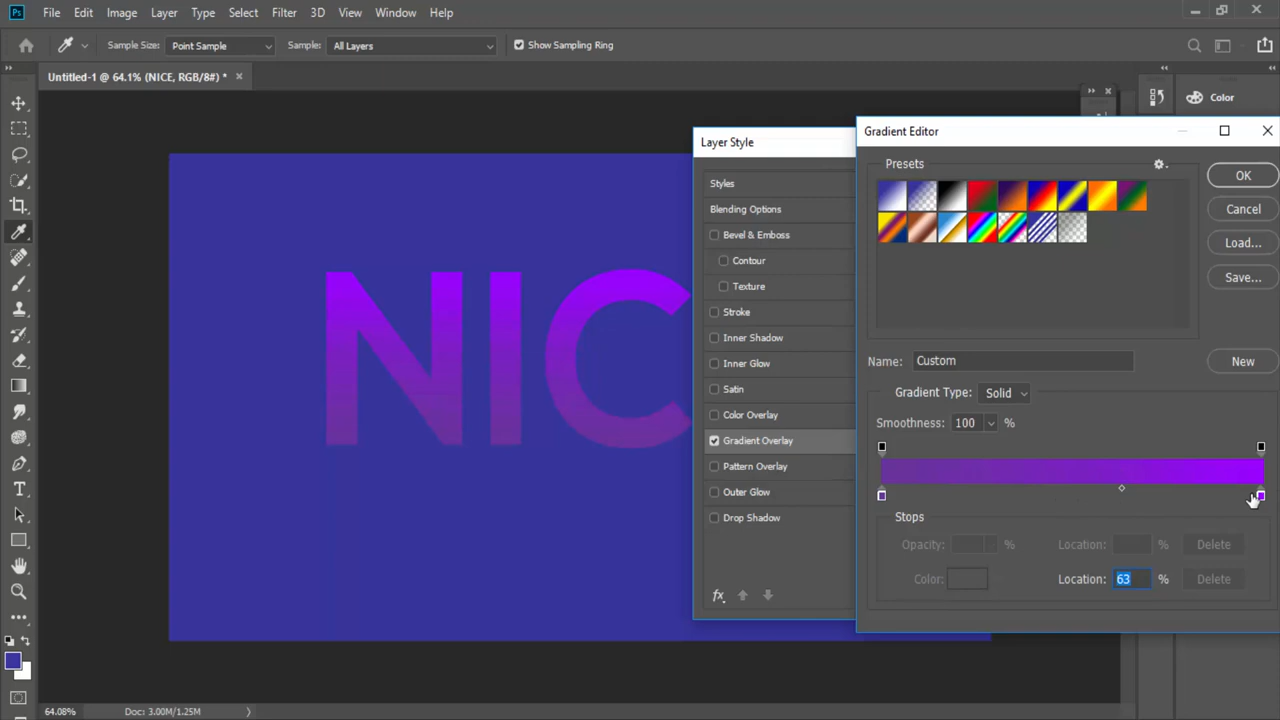 Ps File Edit Image Layer Type Select Filter 3D View Window Help
Sample Size: Point Sample Sample: All Layers Show Sampling Ring
Untitled-1 @ 64.1% (NICE, RGB/8#) *
Color
Layer Style
Gradient Editor
Styles
Blending Options
Bevel & Emboss
Contour
Texture
Stroke
Inner Shadow
Inner Glow
Satin
Color Overlay
Gradient Overlay
Pattern Overlay
Outer Glow
Drop Shadow
fx
Presets
OK
Cancel
Load...
Save...
Name: Custom
New
Gradient Type: Solid
Smoothness: 100 %
Stops
Opacity: % Location: % Delete
Color: Location: 63 % Delete
NIC
64.08% Doc: 3.00M/1.25M